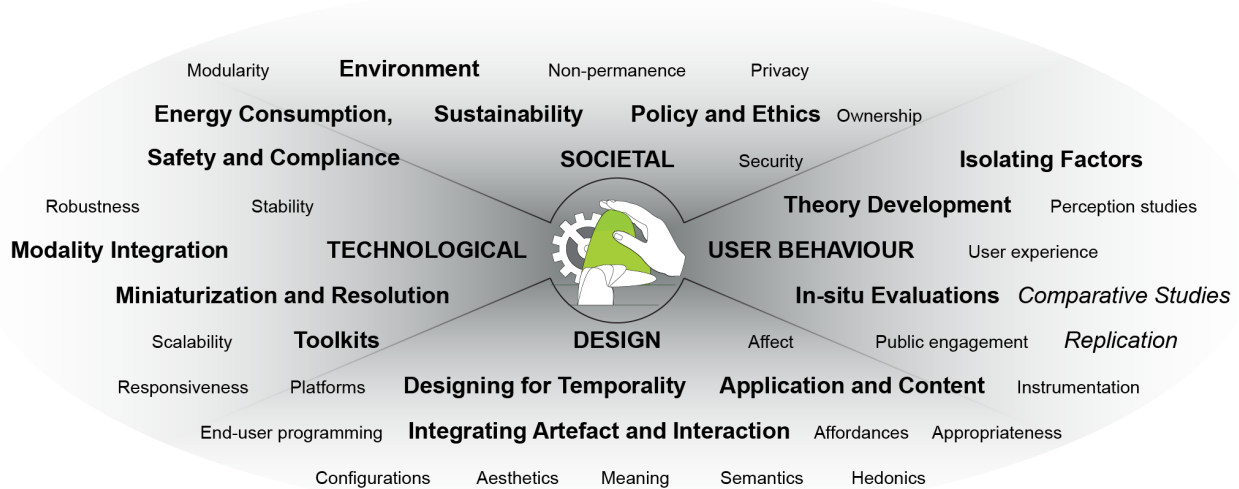 Modularity Environment Non-permanence Privacy
Energy Consumption, Sustainability Policy and Ethics Ownership
Safety and Compliance SOCIETAL Security Isolating Factors
Robustness Stability Theory Development Perception studies
Modality Integration TECHNOLOGICAL USER BEHAVIOUR User experience
Miniaturization and Resolution In-situ Evaluations Comparative Studies
Scalability Toolkits DESIGN Affect Public engagement Replication
Responsiveness Platforms Designing for Temporality Application and Content Instrumentation
End-user programming Integrating Artefact and Interaction Affordances Appropriateness
Configurations Aesthetics Meaning Semantics Hedonics